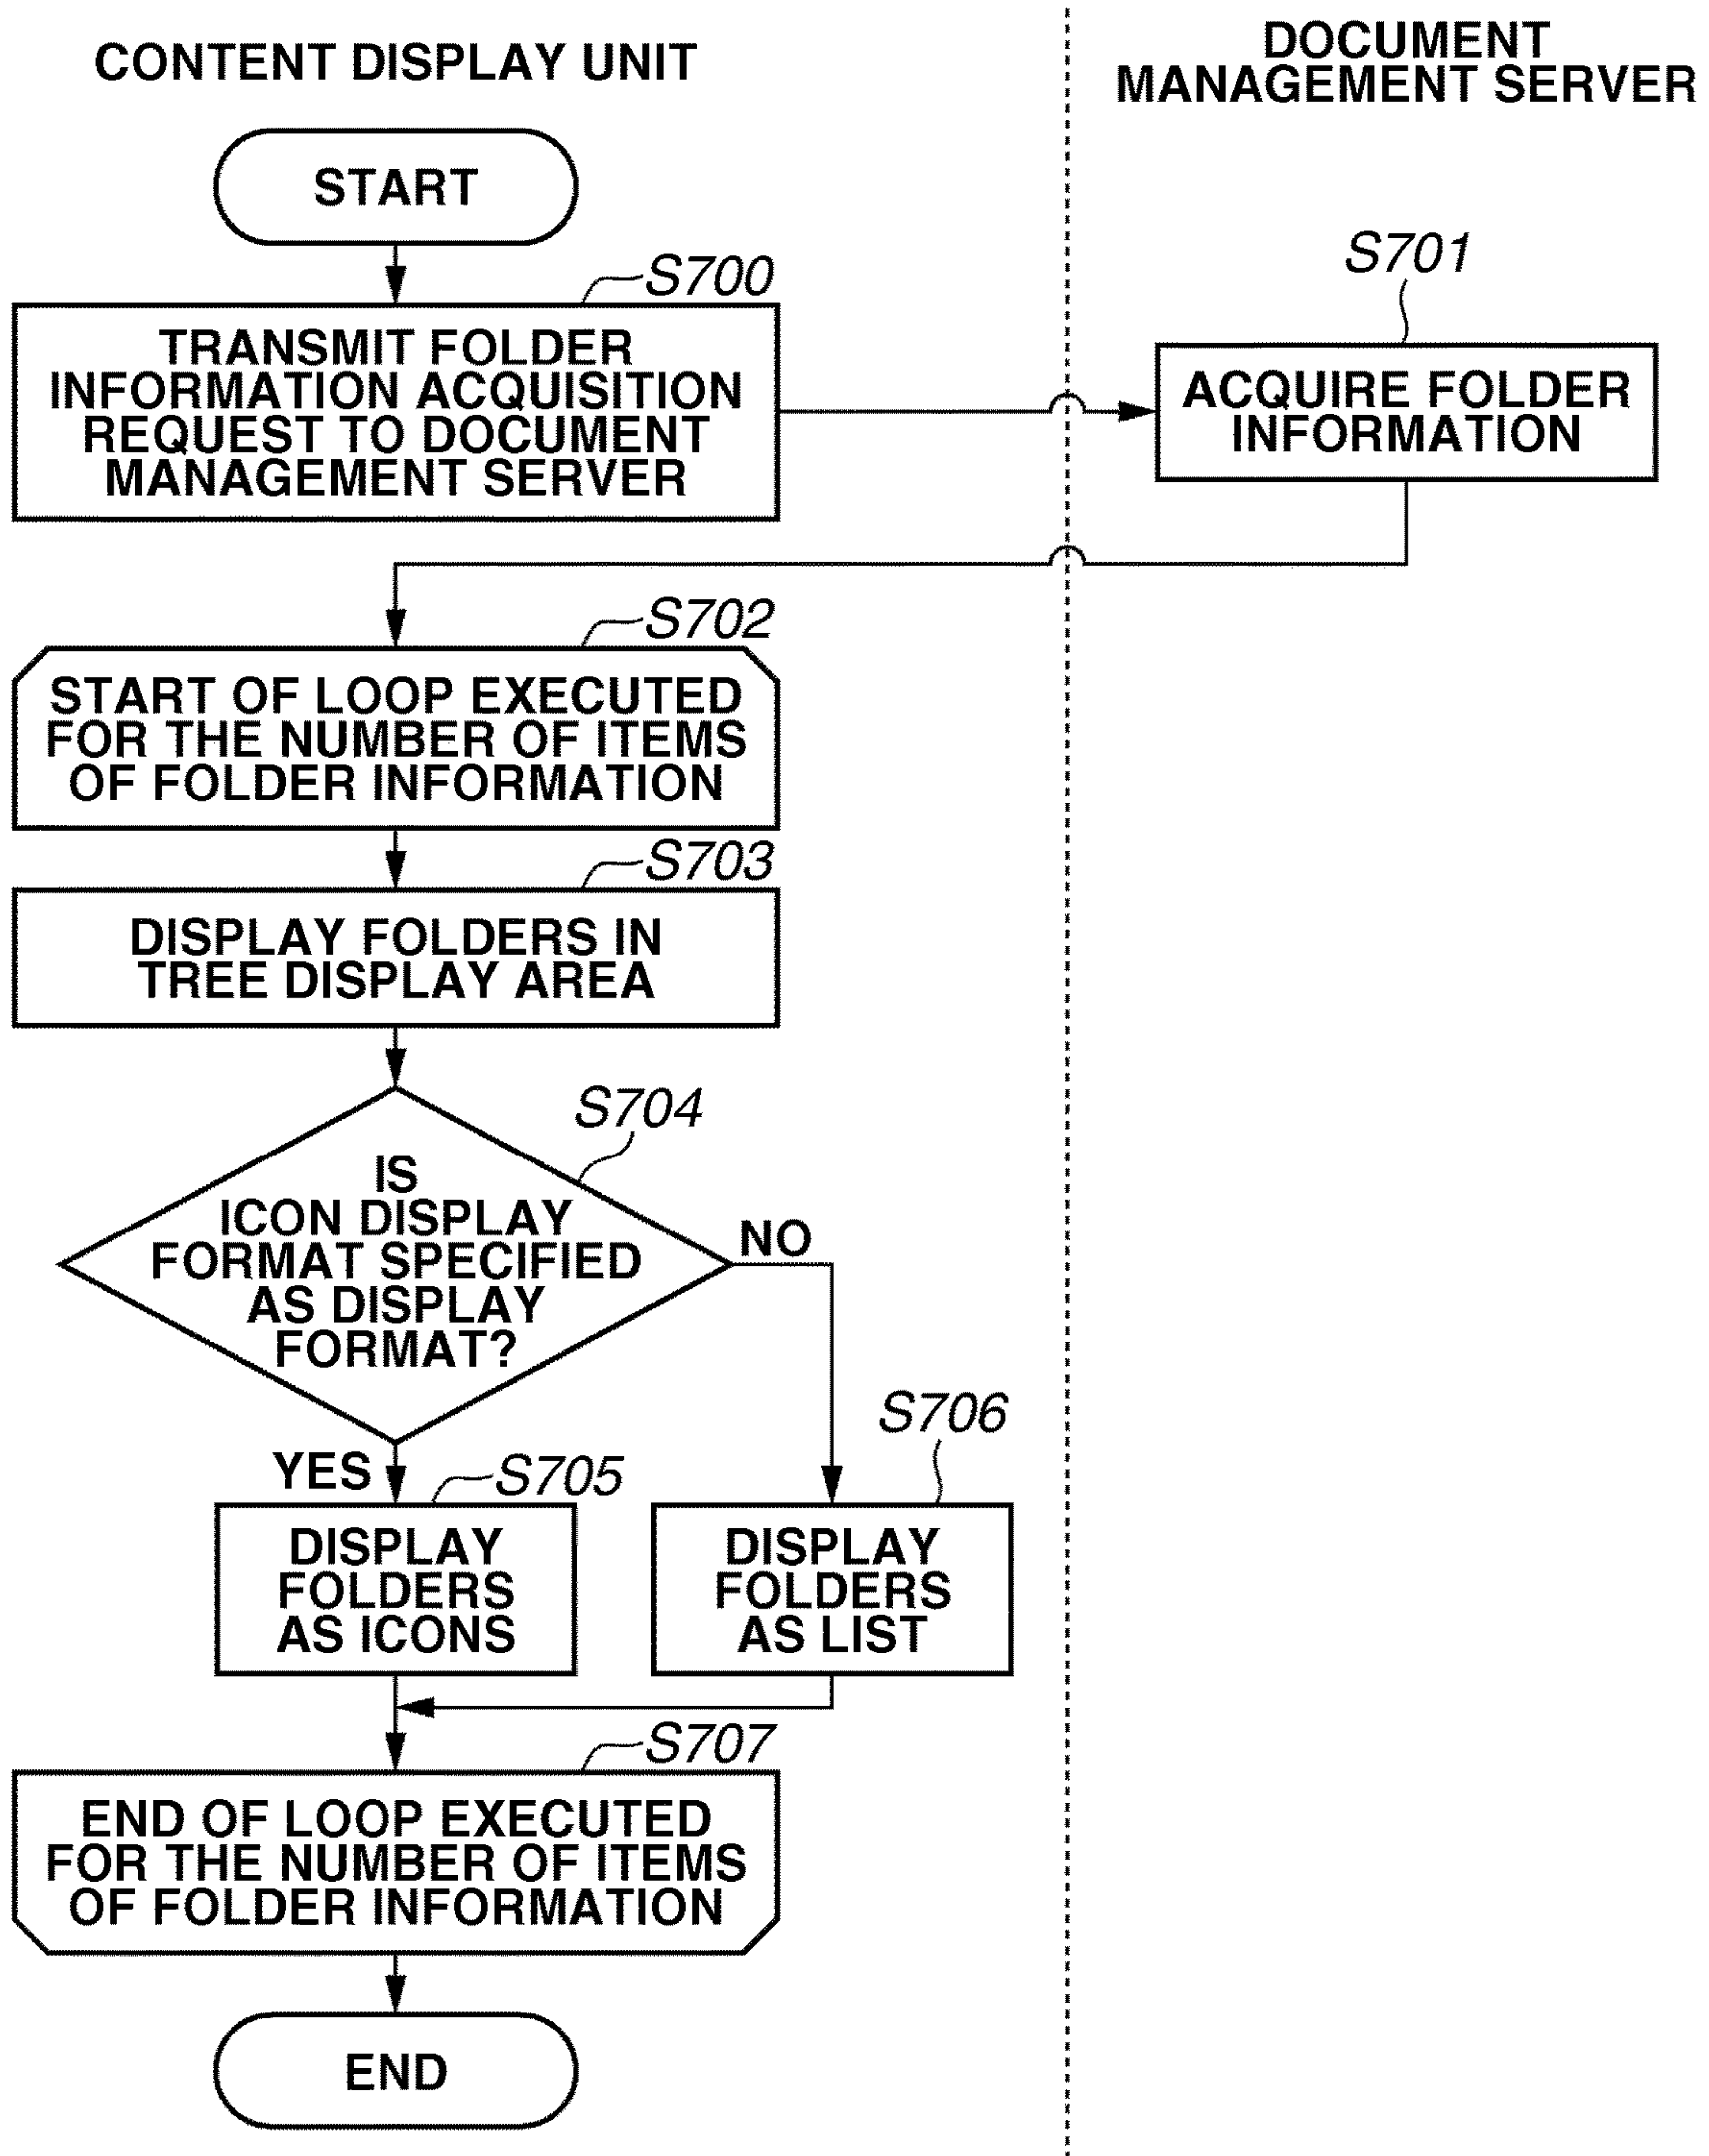 CONTENT DISPLAY UNIT
DOCUMENT
MANAGEMENT SERVER
START
S700
TRANSMIT FOLDER
INFORMATION ACQUISITION
REQUEST TO DOCUMENT
MANAGEMENT SERVER
S701
ACQUIRE FOLDER
INFORMATION
S702
START OF LOOP EXECUTED
FOR THE NUMBER OF ITEMS
OF FOLDER INFORMATION
S703
DISPLAY FOLDERS IN
TREE DISPLAY AREA
S704
IS
ICON DISPLAY
FORMAT SPECIFIED
AS DISPLAY
FORMAT?
NO
YES
S705
DISPLAY
FOLDERS
AS ICONS
S706
DISPLAY
FOLDERS
AS LIST
S707
END OF LOOP EXECUTED
FOR THE NUMBER OF ITEMS
OF FOLDER INFORMATION
END